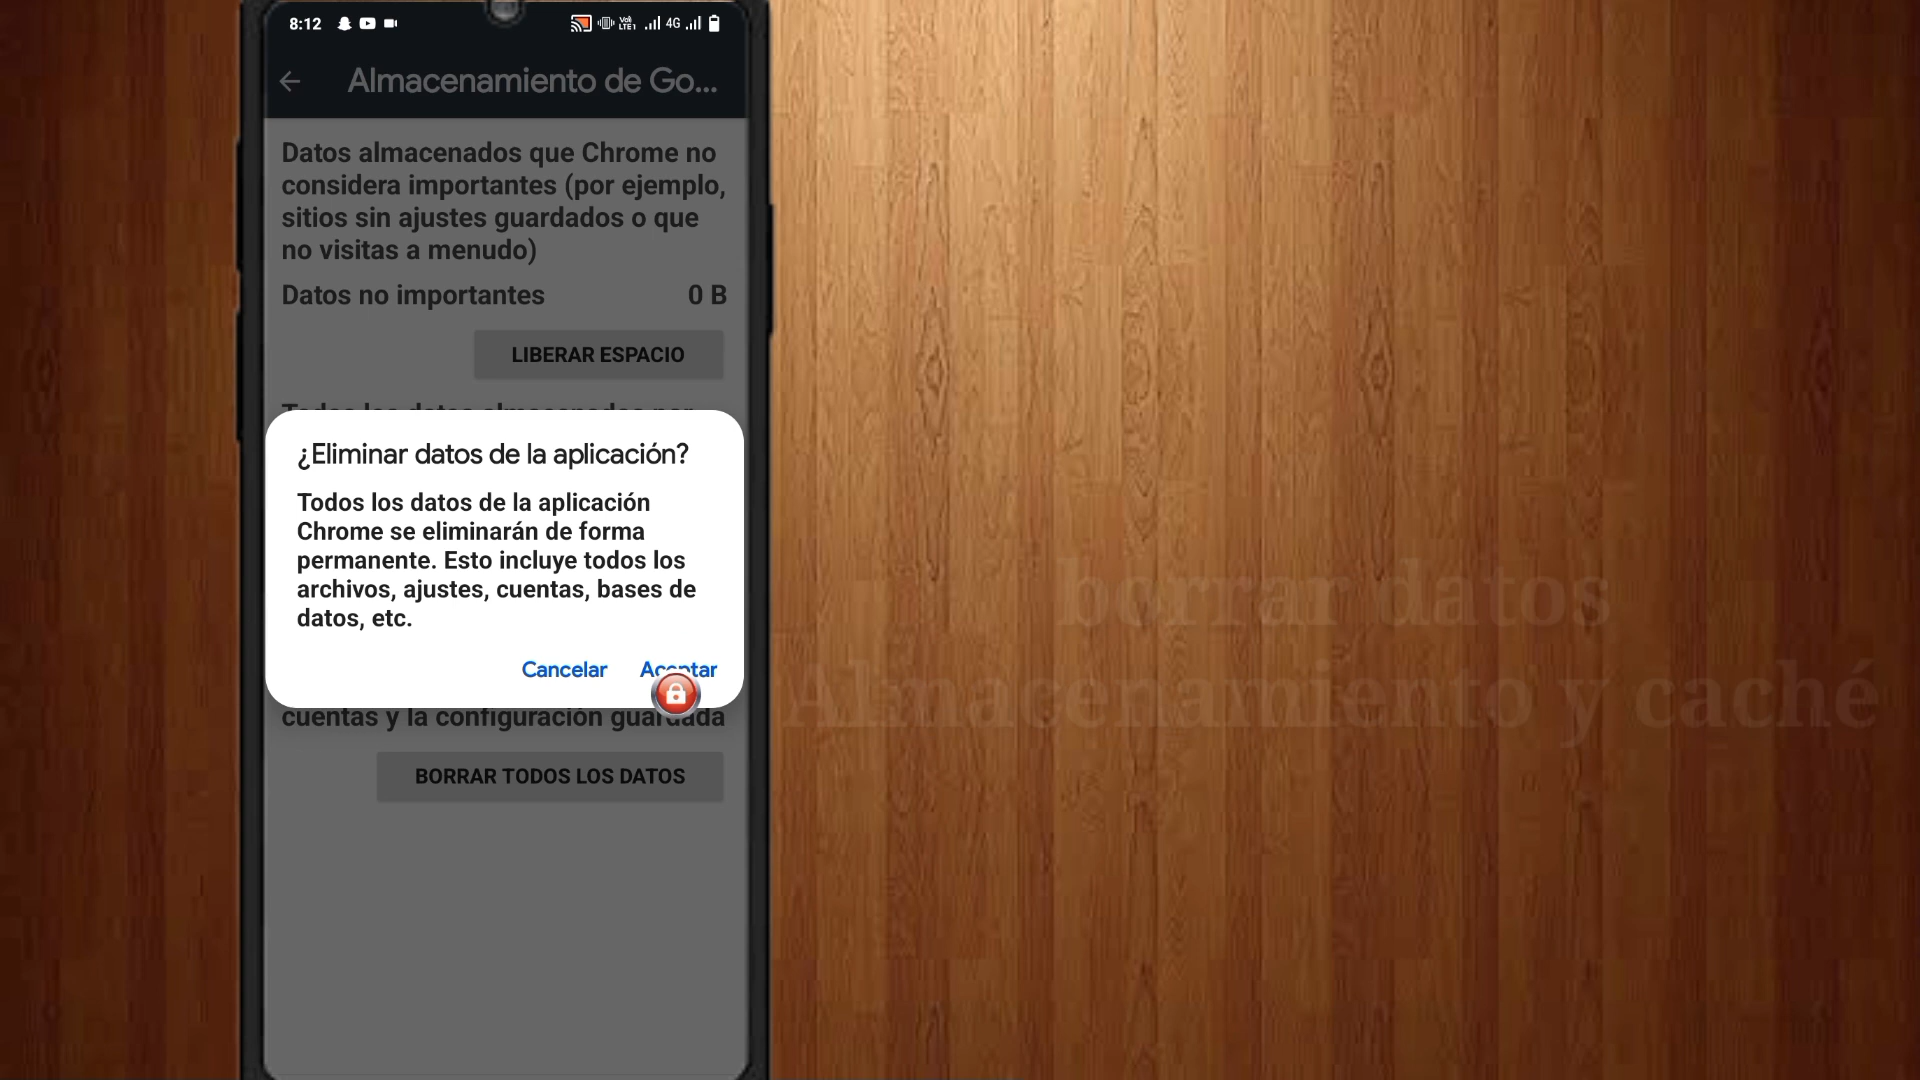 8:12
Vo)
LTE1
4G
Almacenamiento de Go...
Datos almacenados que Chrome no
considera importantes (por ejemplo,
sitios sin ajustes guardados o que
no visitas a menudo)
Datos no importantes 0 B
LIBERAR ESPACIO
Todos los datos almacenados por
¿Eliminar datos de la aplicación?
Todos los datos de la aplicación
Chrome se eliminarán de forma
permanente. Esto incluye todos los
archivos, ajustes, cuentas, bases de
datos, etc.
Cancelar Aceptar
cuentas y la configuración guardada
BORRAR TODOS LOS DATOS
borrar datos
Almacenamiento y caché